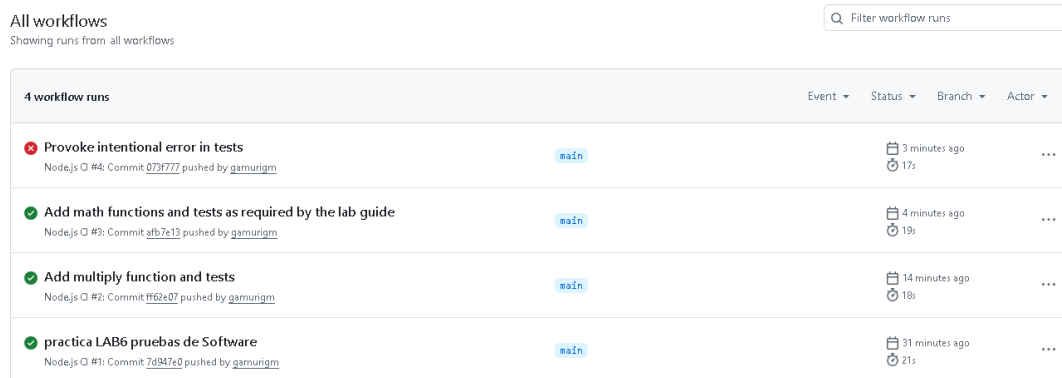 All workflows
Filter workflow runs
Showing runs from all workflows
4 workflow runs
Event
Status
Branch
Actor
Provoke intentional error in tests
main
3 minutes ago
Node.js CI #4: Commit 073f777 pushed by gamurigm
17s
Add math functions and tests as required by the lab guide
main
4 minutes ago
Node.js CI #3: Commit afb7e13 pushed by gamurigm
19s
Add multiply function and tests
main
14 minutes ago
Node.js CI #2: Commit ff62e07 pushed by gamurigm
18s
practica LAB6 pruebas de Software
main
31 minutes ago
Node.js CI #1: Commit 7d947e0 pushed by gamurigm
21s